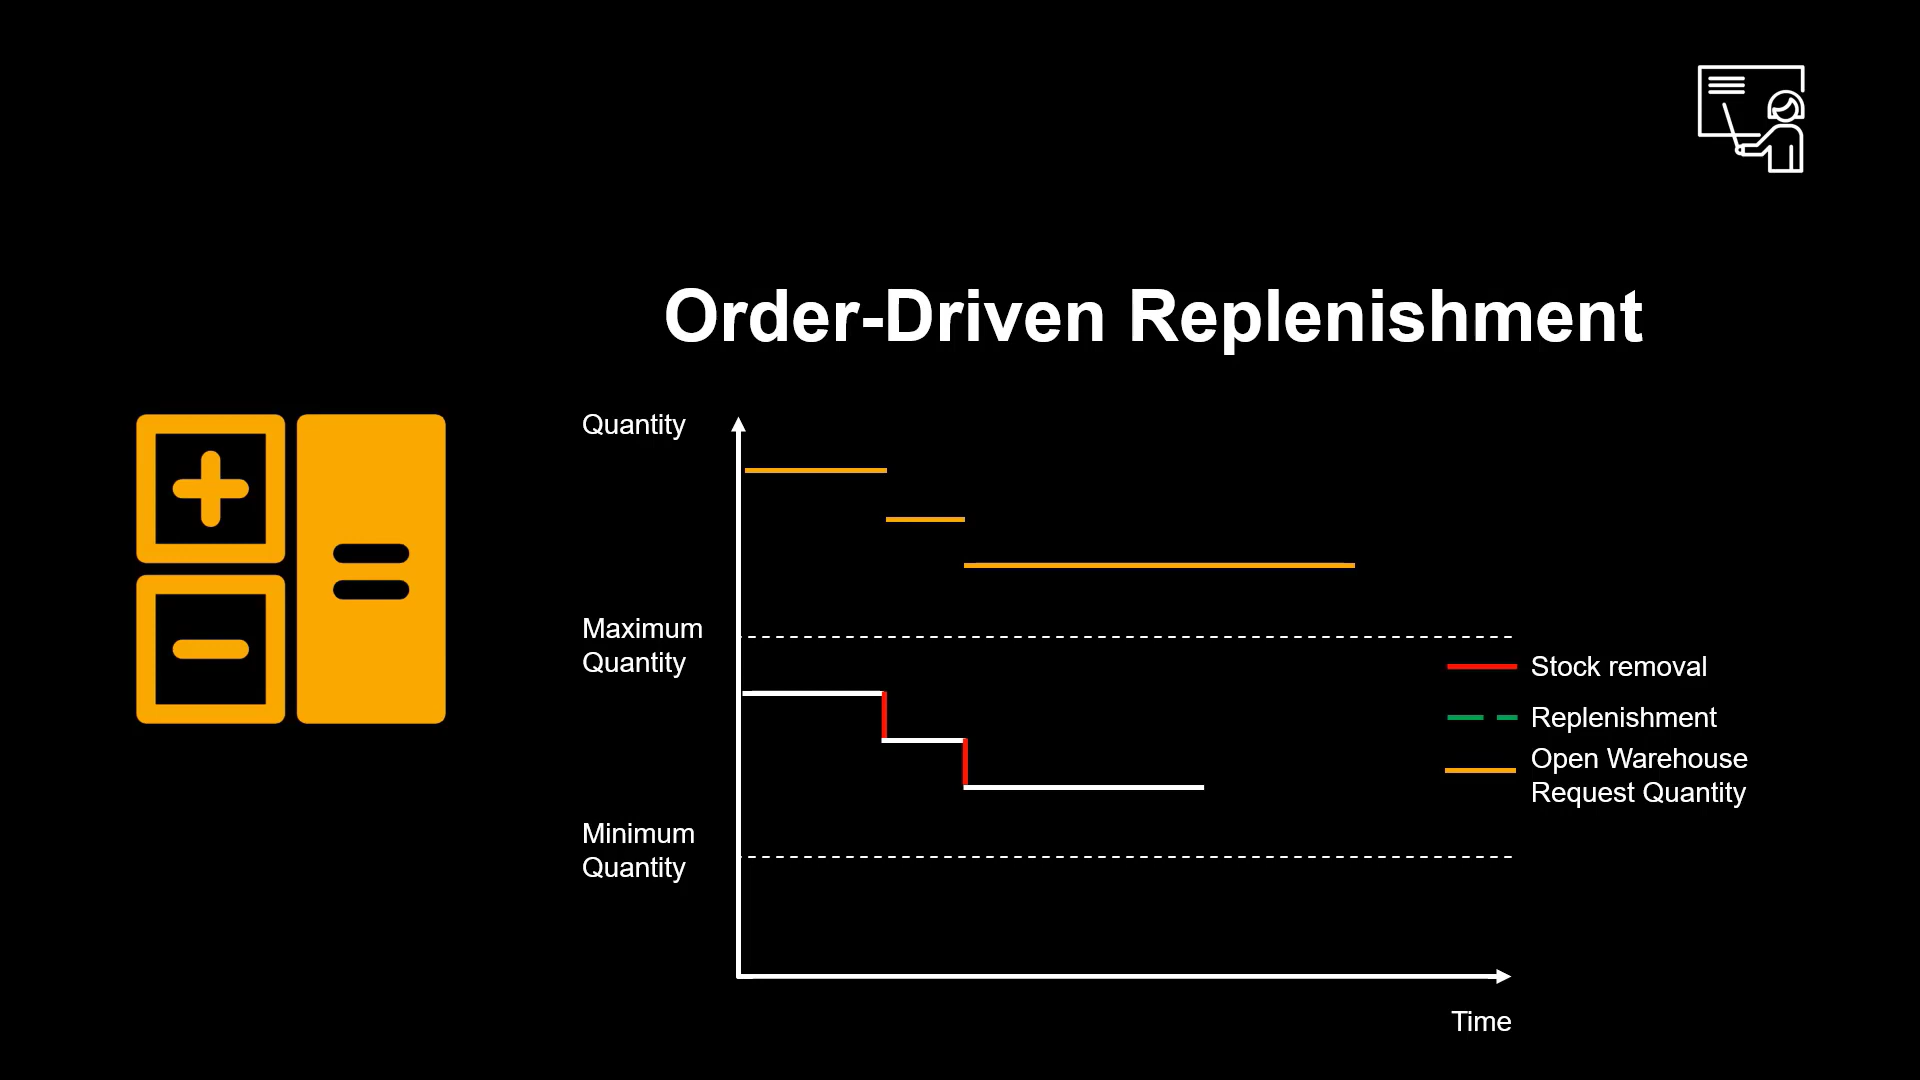 Order-Driven Replenishment
Quantity
Maximum
Quantity
Stock removal
Replenishment
Open Warehouse
Request Quantity
Minimum
Quantity
Time